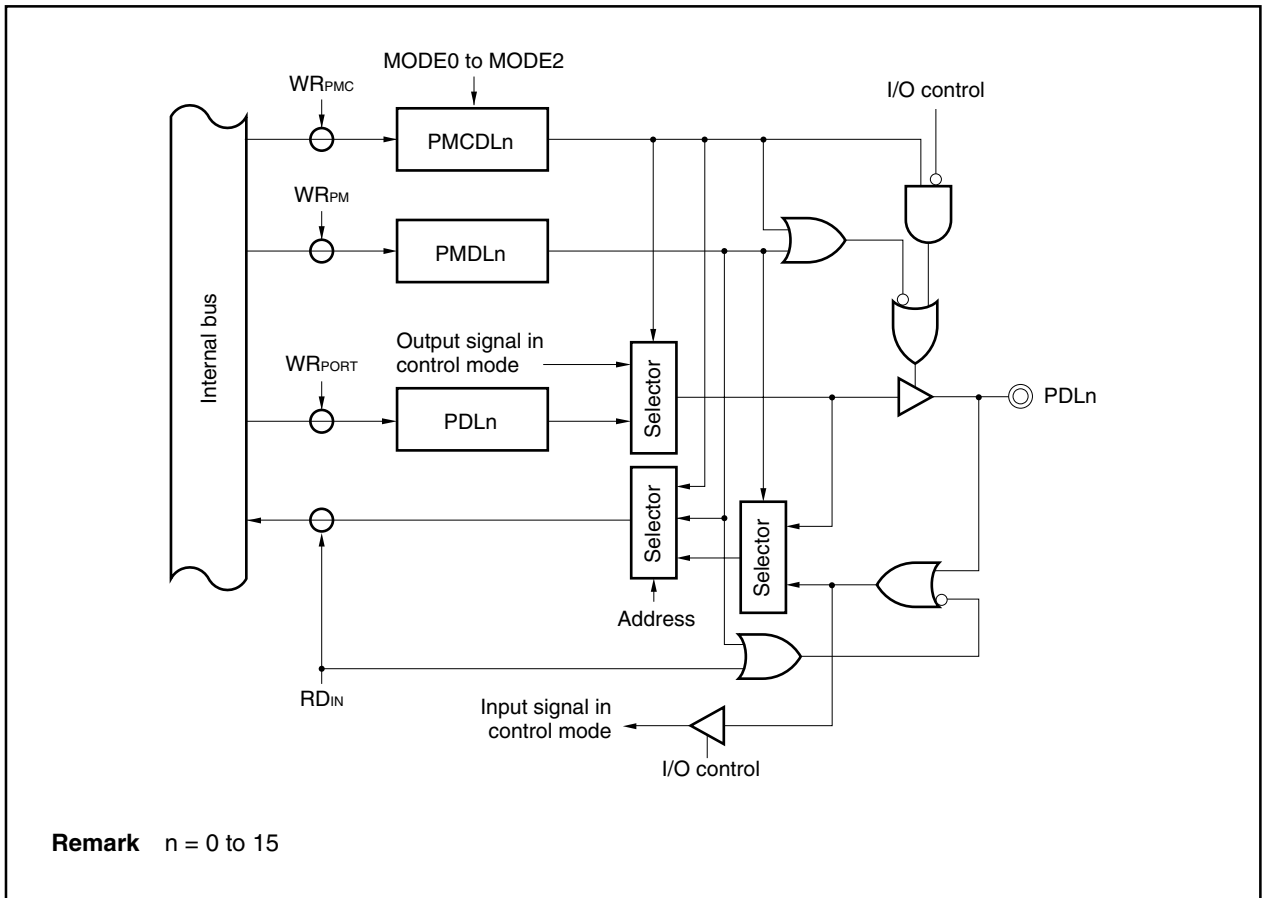 MODE0 to MODE2
WRPMC
I/O control
PMCDLn
WRPM
PMDLn
Internal bus
Output signal in
control mode
WRPORT
Selector
PDLn
PDLn
Selector
Selector
Address
RDIN
Input signal in
control mode
I/O control
Remark n = 0 to 15